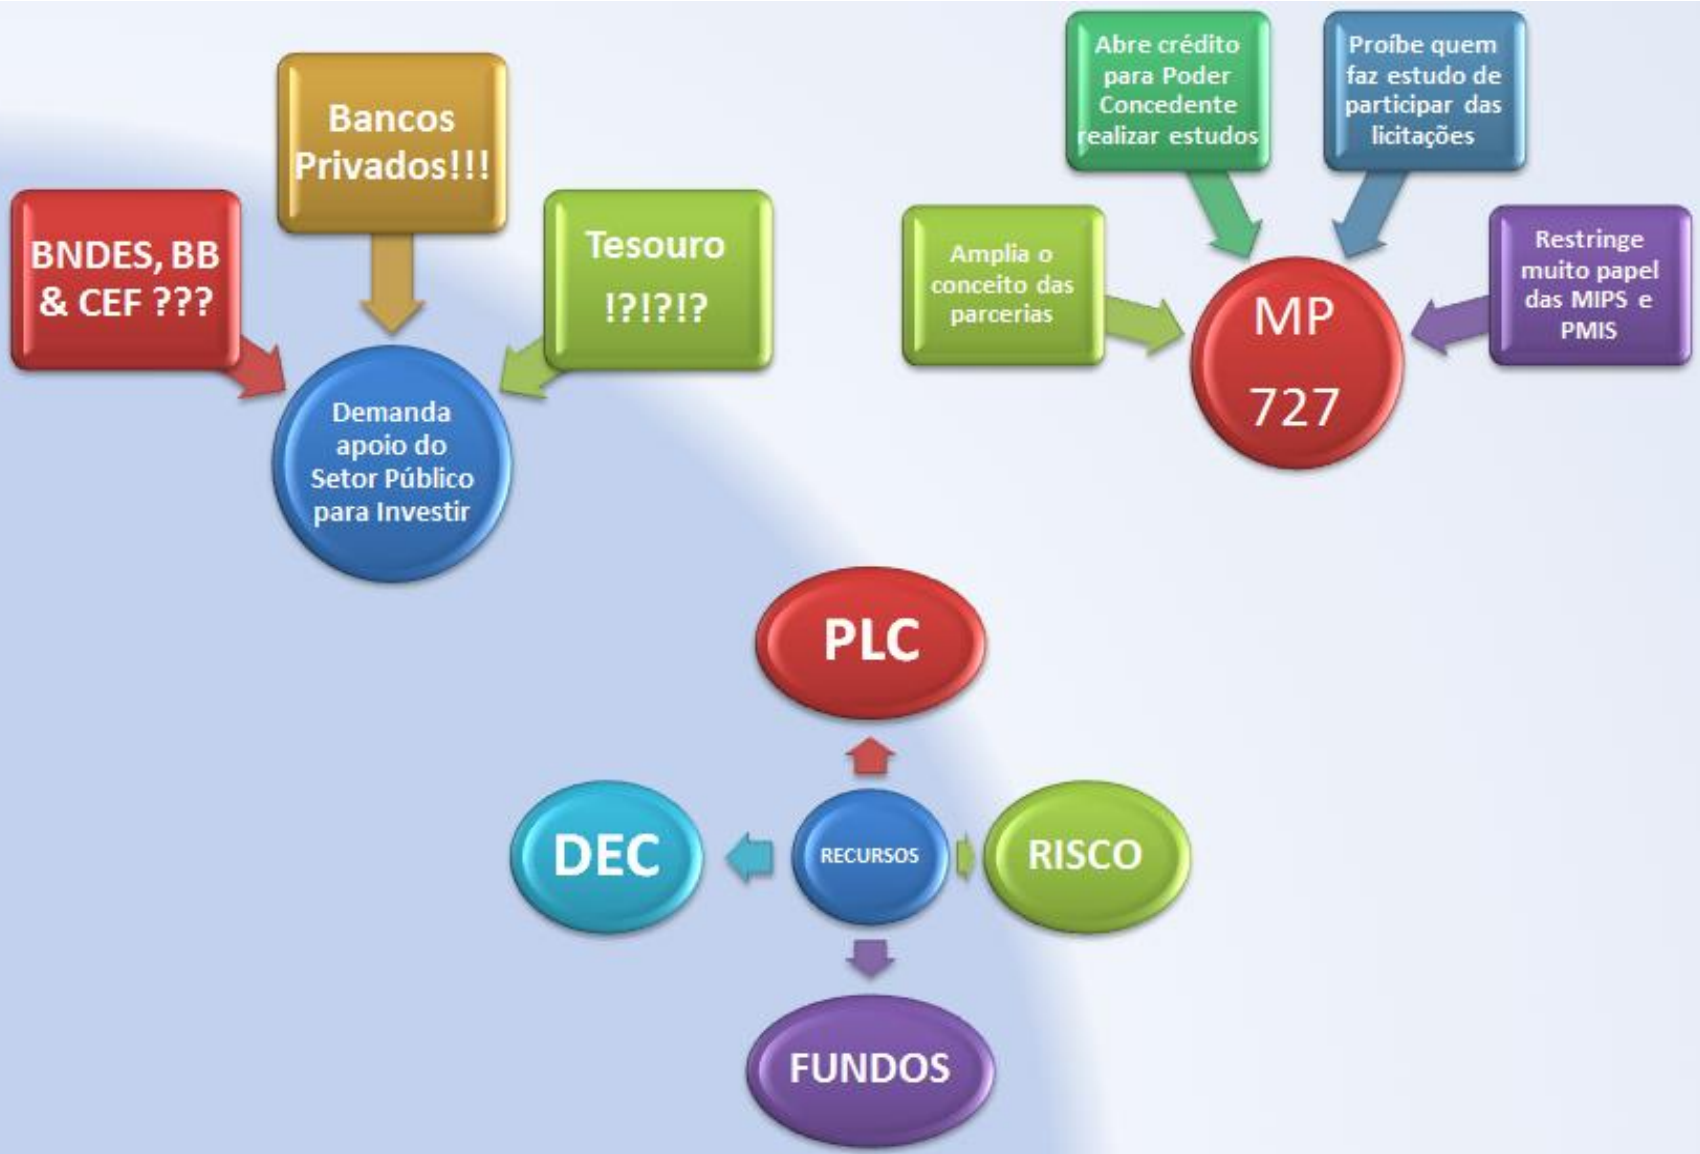 Bancos
Privados!!!
BNDES, BB
& CEF ???
Tesouro
!?!?!?
Demanda
apoio do
Setor Público
para Investir
Abre crédito
para Poder
Concedente
realizar estudos
Proíbe quem
faz estudo de
participar das
licitações
Amplia o
conceito das
parcerias
Restringe
muito papel
das MIPS e
PMIS
MP
727
PLC
DEC
RECURSOS
RISCO
FUNDOS